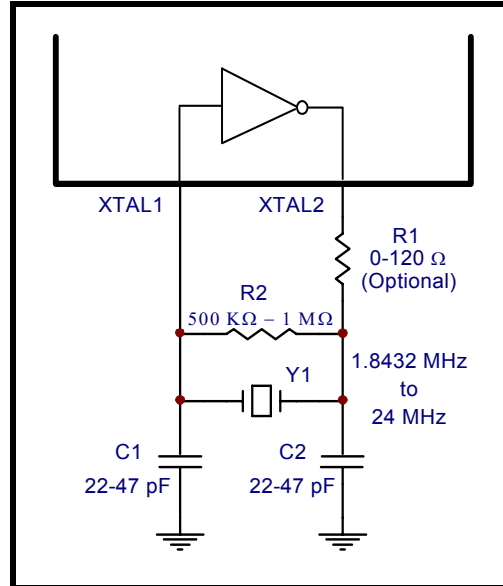 XTAL1
XTAL2
R1
0-120 Ω
(Optional)
R2
500 KΩ – 1 MΩ
Y1
1.8432 MHz
to
24 MHz
C1
22-47 pF
C2
22-47 pF